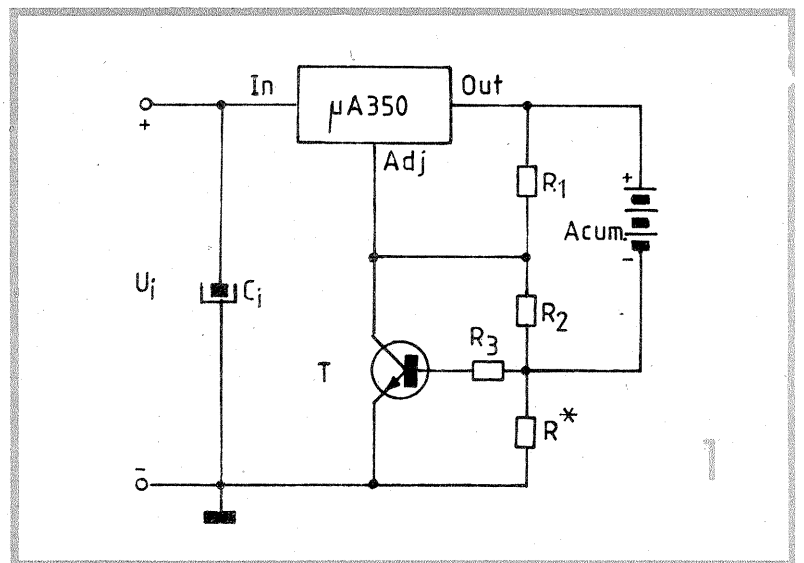 In
µA350
Out
+
Adj
R1
+
Acum.
-
Ui
Ci
R2
R3
T
R*
-
1